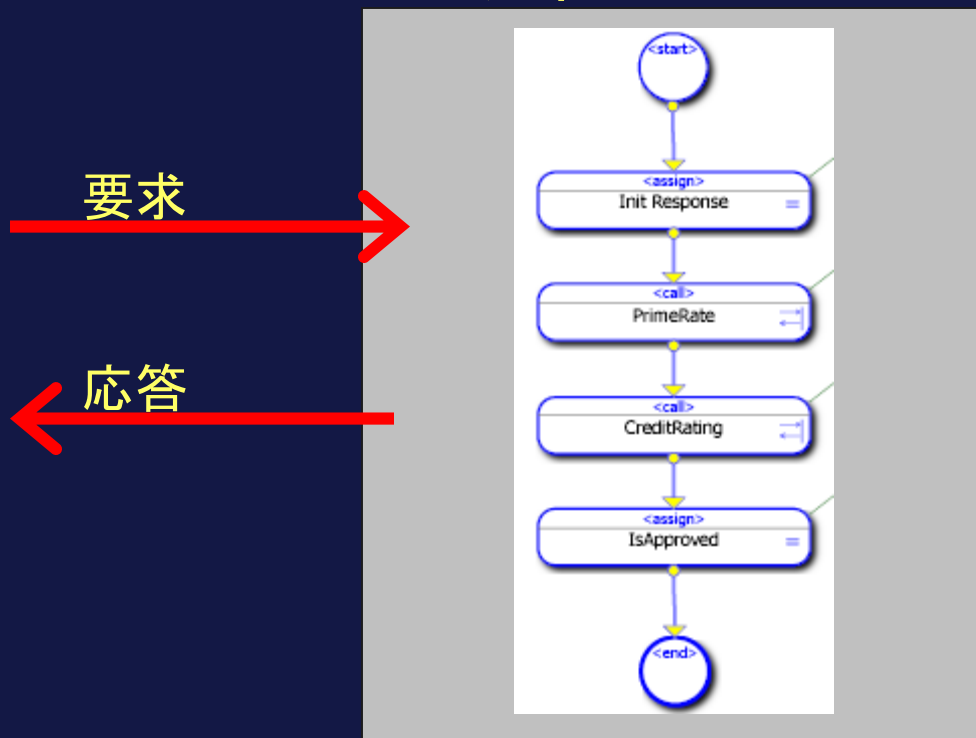 要求
応答
<start>
<assign>
Init Response
<call>
PrimeRate
<call>
CreditRating
<assign>
IsApproved
<end>